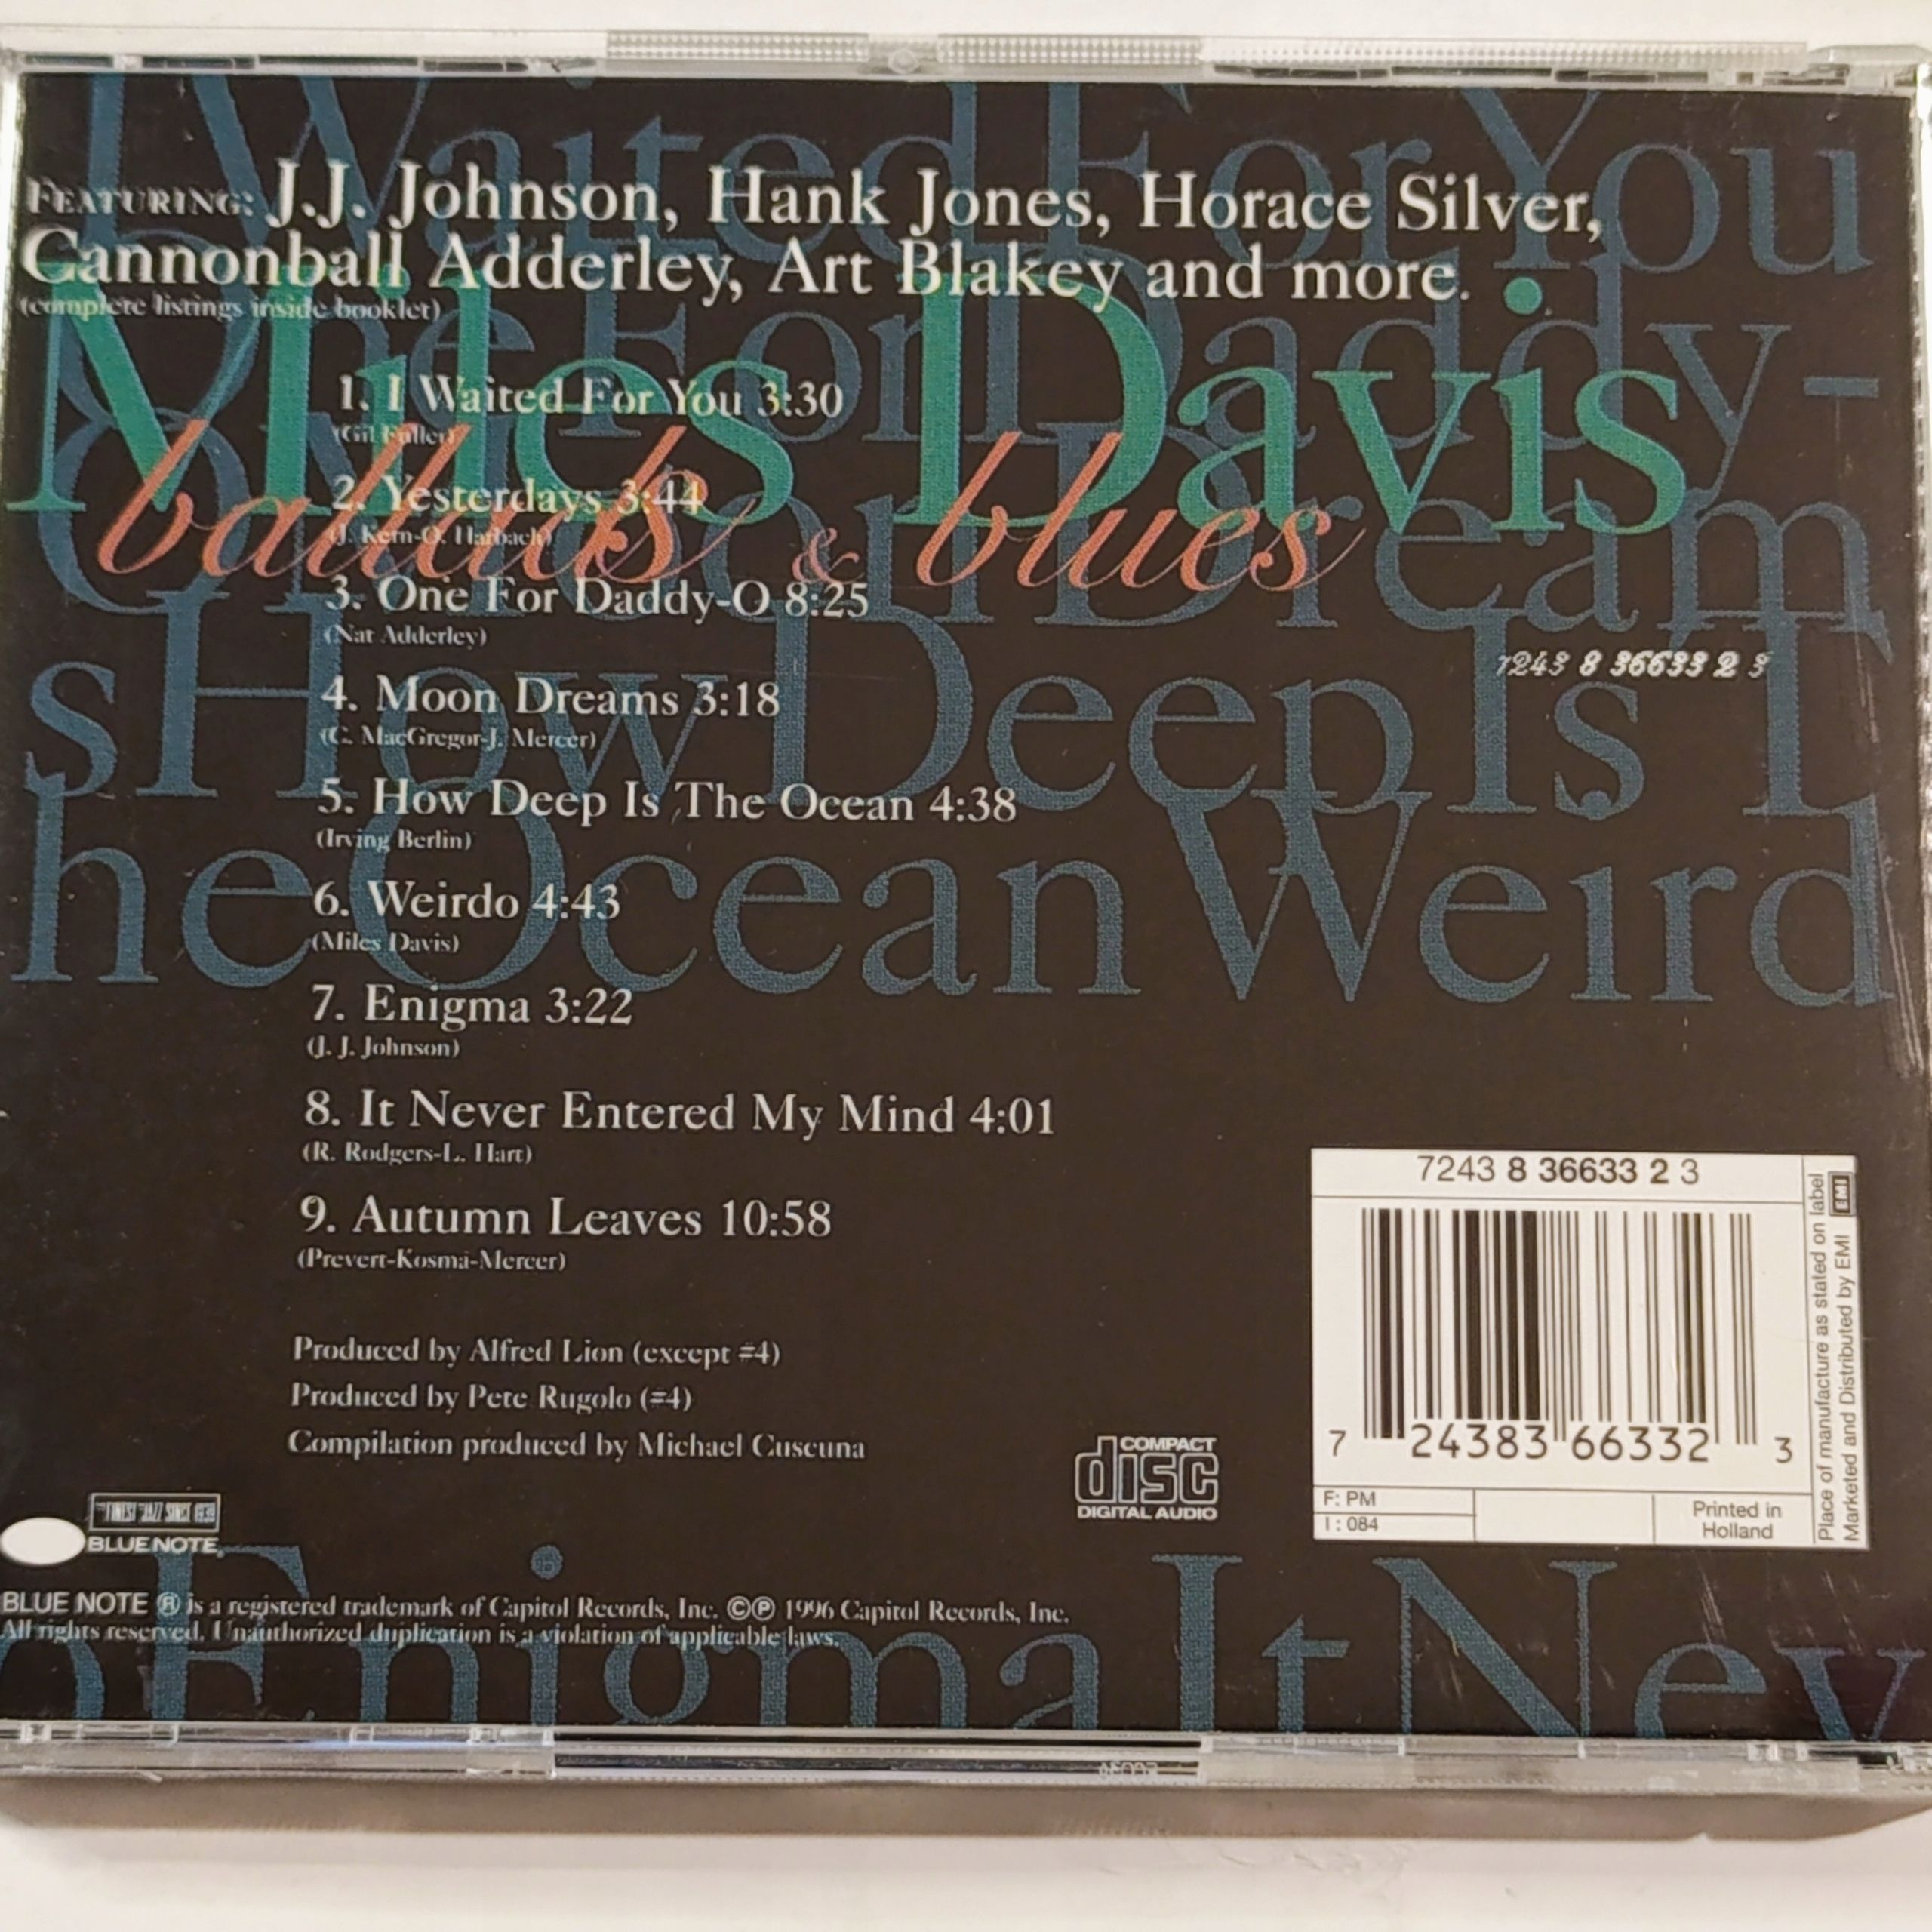 I Waited For You
FEATURING: J.J. Johnson, Hank Jones, Horace Silver,
Cannonball Adderley, Art Blakey and more.
(complete listings inside booklet)
One For Daddy-
Miles Davis
ballads & blues
O Moon Dream
1. I Waited For You 3:30
(Gil Fuller)
2. Yesterdays 3:44
(J. Kern-O. Harbach)
3. One For Daddy-O 8:25
(Nat Adderley)
7243 8 36633 2 3
s How Deep Is T
4. Moon Dreams 3:18
(C. MacGregor-J. Mercer)
5. How Deep Is The Ocean 4:38
(Irving Berlin)
he Ocean Weird
6. Weirdo 4:43
(Miles Davis)
7. Enigma 3:22
(J. J. Johnson)
8. It Never Entered My Mind 4:01
(R. Rodgers-L. Hart)
9. Autumn Leaves 10:58
(Prevert-Kosma-Mercer)
Produced by Alfred Lion (except #4)
Produced by Pete Rugolo (#4)
Compilation produced by Michael Cuscuna
COMPACT
disc
DIGITAL AUDIO
7243 8 36633 2 3
7 24383 66332 3
F: PM
I : 084
Printed in
Holland
Place of manufacture as stated on label
Marketed and Distributed by EMI
EMI
THE FINEST IN JAZZ SINCE 1939
BLUE NOTE®
BLUE NOTE ® is a registered trademark of Capitol Records, Inc. ©℗ 1996 Capitol Records, Inc.
All rights reserved. Unauthorized duplication is a violation of applicable laws.
o Enigma It Nev